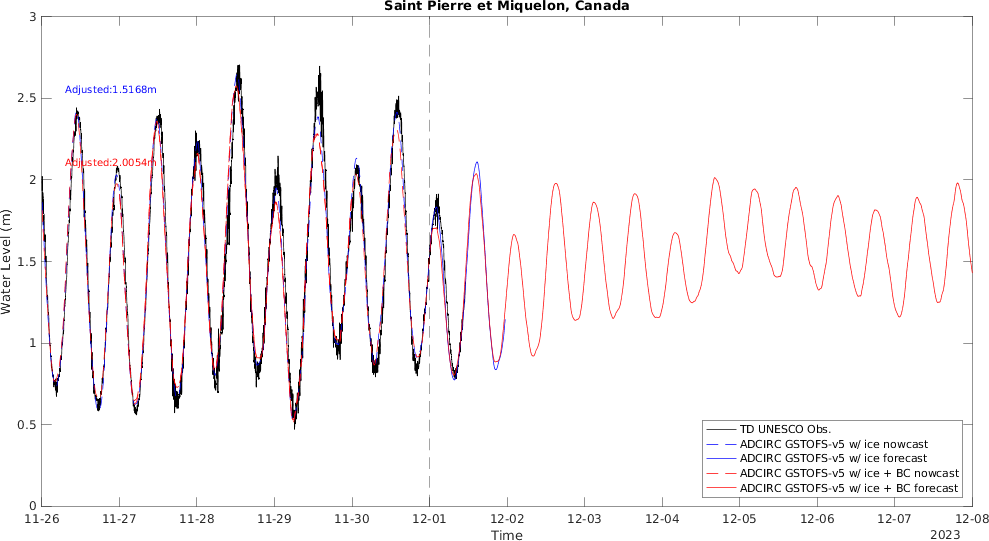 Saint Pierre et Miquelon, Canada
3
2.5
2
1.5
1
0.5
0
Water Level (m)
Adjusted:1.5168m
Adjusted:2.0054m
TD UNESCO Obs.
ADCIRC GSTOFS-v5 w/ ice nowcast
ADCIRC GSTOFS-v5 w/ ice forecast
ADCIRC GSTOFS-v5 w/ ice + BC nowcast
ADCIRC GSTOFS-v5 w/ ice + BC forecast
11-26 11-27 11-28 11-29 11-30 12-01 12-02 12-03 12-04 12-05 12-06 12-07 12-08
Time
2023